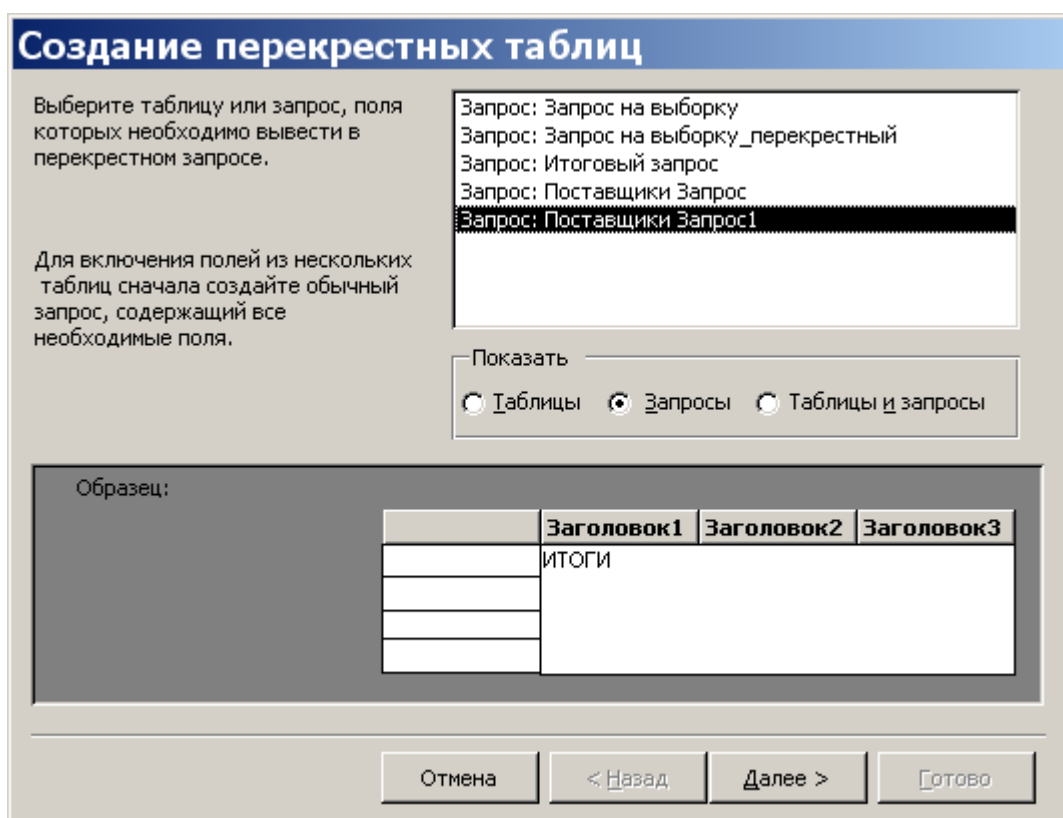 Создание перекрестных таблиц
Выберите таблицу или запрос, поля
которых необходимо вывести в
перекрестном запросе.
Для включения полей из нескольких
таблиц сначала создайте обычный
запрос, содержащий все
необходимые поля.
Запрос: Запрос на выборку
Запрос: Запрос на выборку_перекрестный
Запрос: Итоговый запрос
Запрос: Поставщики Запрос
Запрос: Поставщики Запрос1
Показать
Таблицы Запросы Таблицы и запросы
Образец:
Заголовок1 Заголовок2 Заголовок3
ИТОГИ
Отмена < Назад Далее > Готово